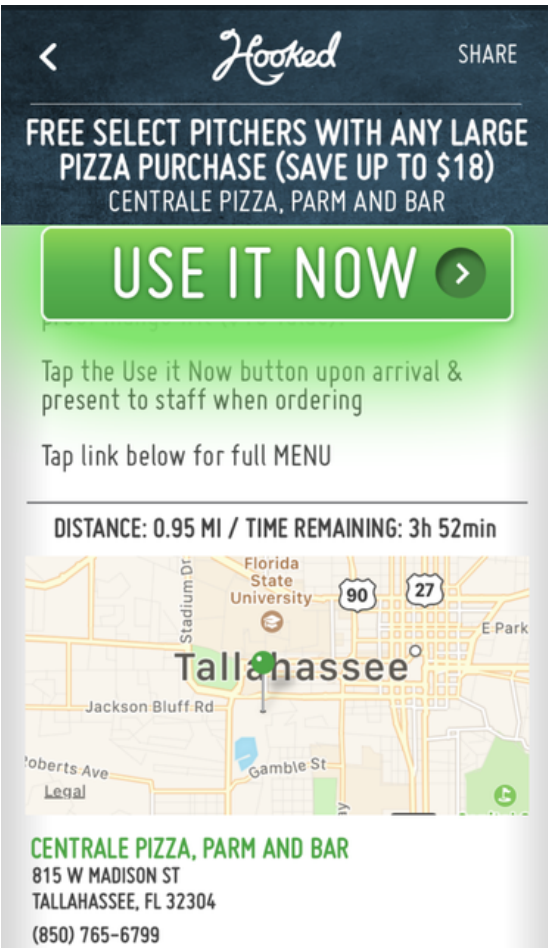 Hooked
SHARE
FREE SELECT PITCHERS WITH ANY LARGE
PIZZA PURCHASE (SAVE UP TO $18)
CENTRALE PIZZA, PARM AND BAR
USE IT NOW
Tap the Use it Now button upon arrival &
present to staff when ordering
Tap link below for full MENU
DISTANCE: 0.95 MI / TIME REMAINING: 3h 52min
Stadium Dr
Florida
State
University
90
27
E Park
Tallahassee
Jackson Bluff Rd
Roberts Ave
Gamble St
Legal
CENTRALE PIZZA, PARM AND BAR
815 W MADISON ST
TALLAHASSEE, FL 32304
(850) 765-6799